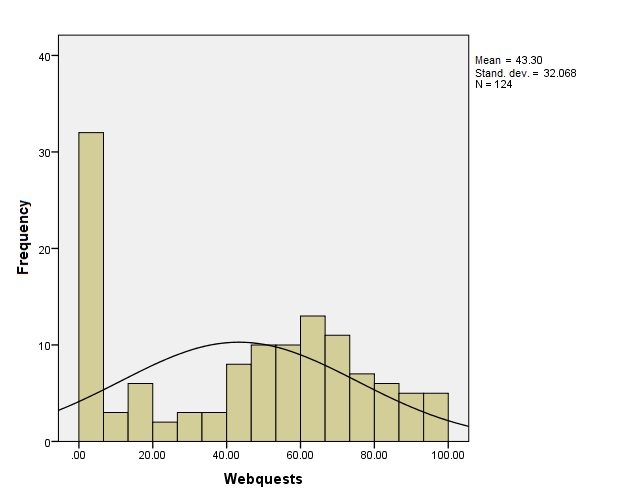 Mean = 43.30
Stand. dev. = 32.068
N = 124
Frequency
40
30
20
10
0
.00 20.00 40.00 60.00 80.00 100.00
Webquests